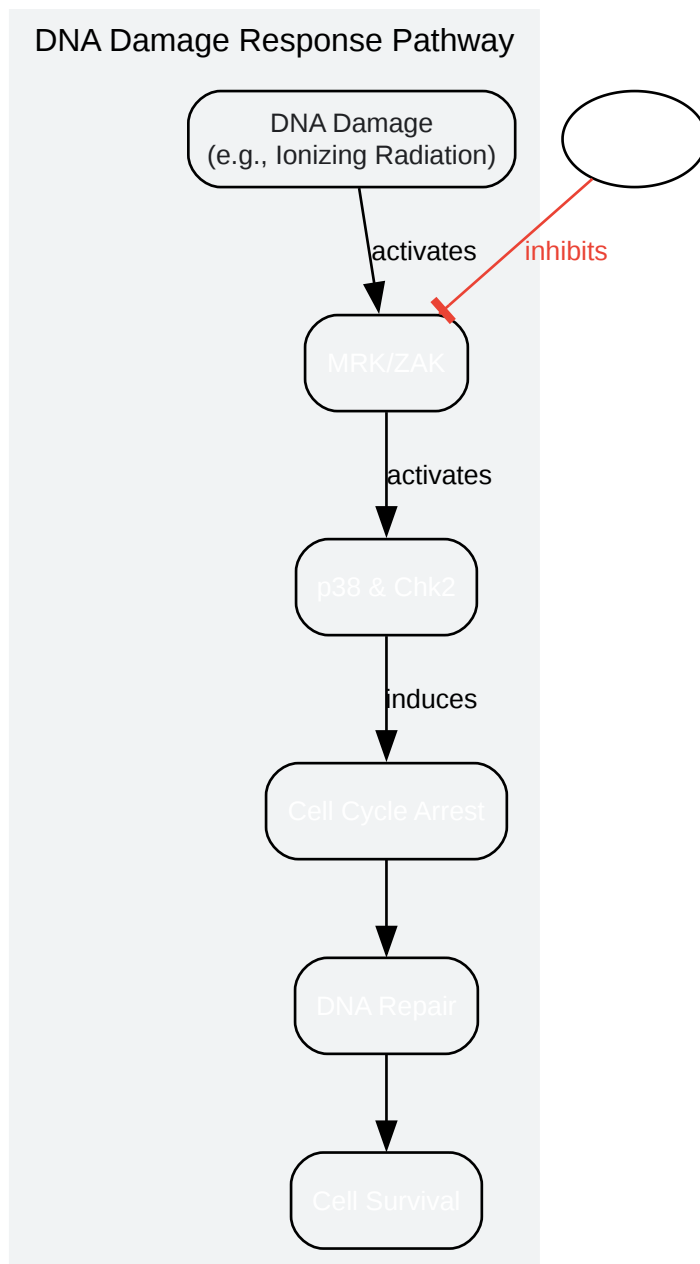 DNA Damage Response Pathway
DNA Damage
(e.g., Ionizing Radiation)
activates
inhibits
MRK/ZAK
activates
p38 & Chk2
induces
Cell Cycle Arrest
DNA Repair
Cell Survival